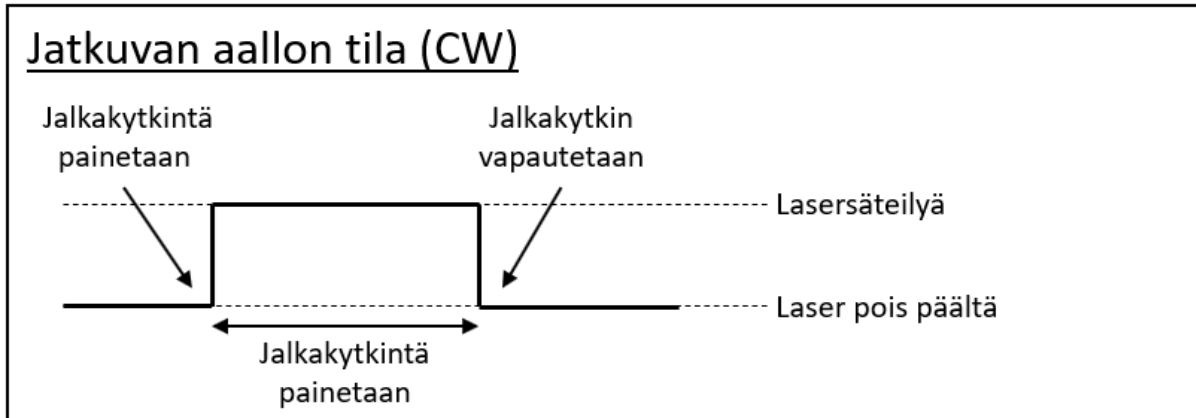 Jatkuvan aallon tila (CW)
Jalkakytkintä
painetaan
Jalkakytkin
vapautetaan
Lasersäteilyä
Laser pois päältä
Jalkakytkintä
painetaan